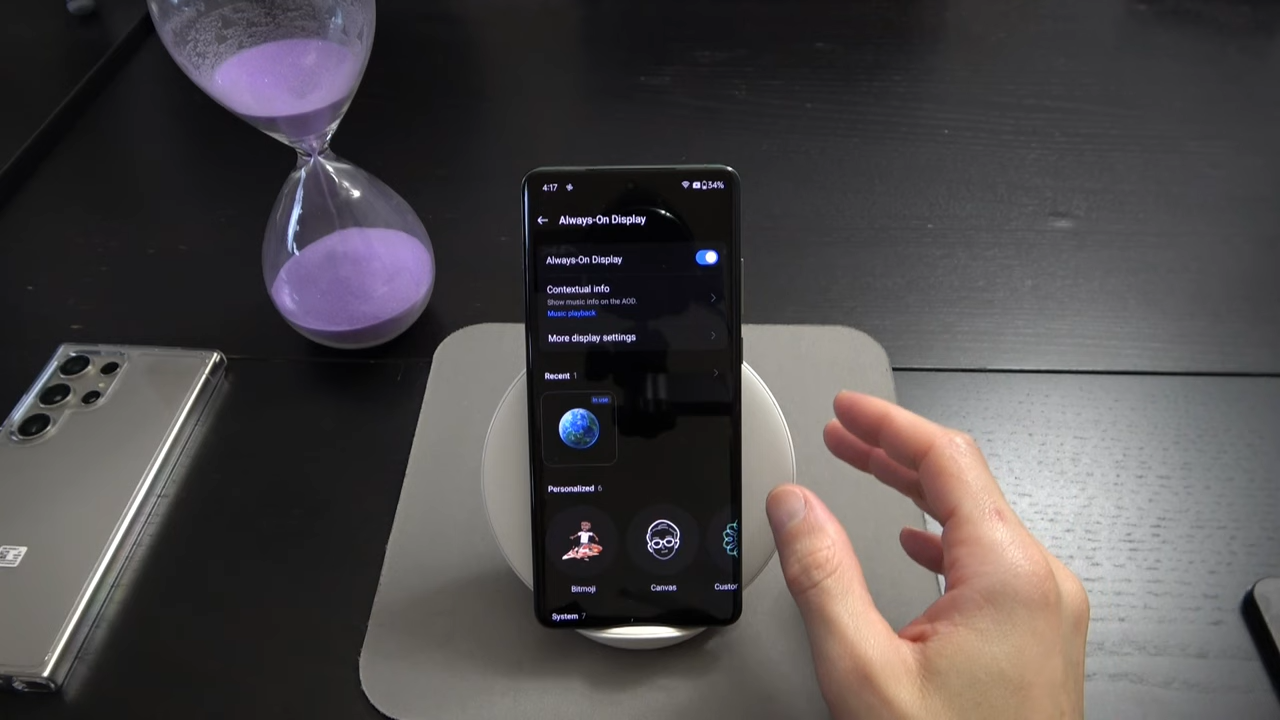 4:17 34%
Always-On Display
Always-On Display
Contextual info
Show music info on the AOD.
Music playback
More display settings
Recent 1
In use
Personalized 6
Bitmoji Canvas Custor
System 7